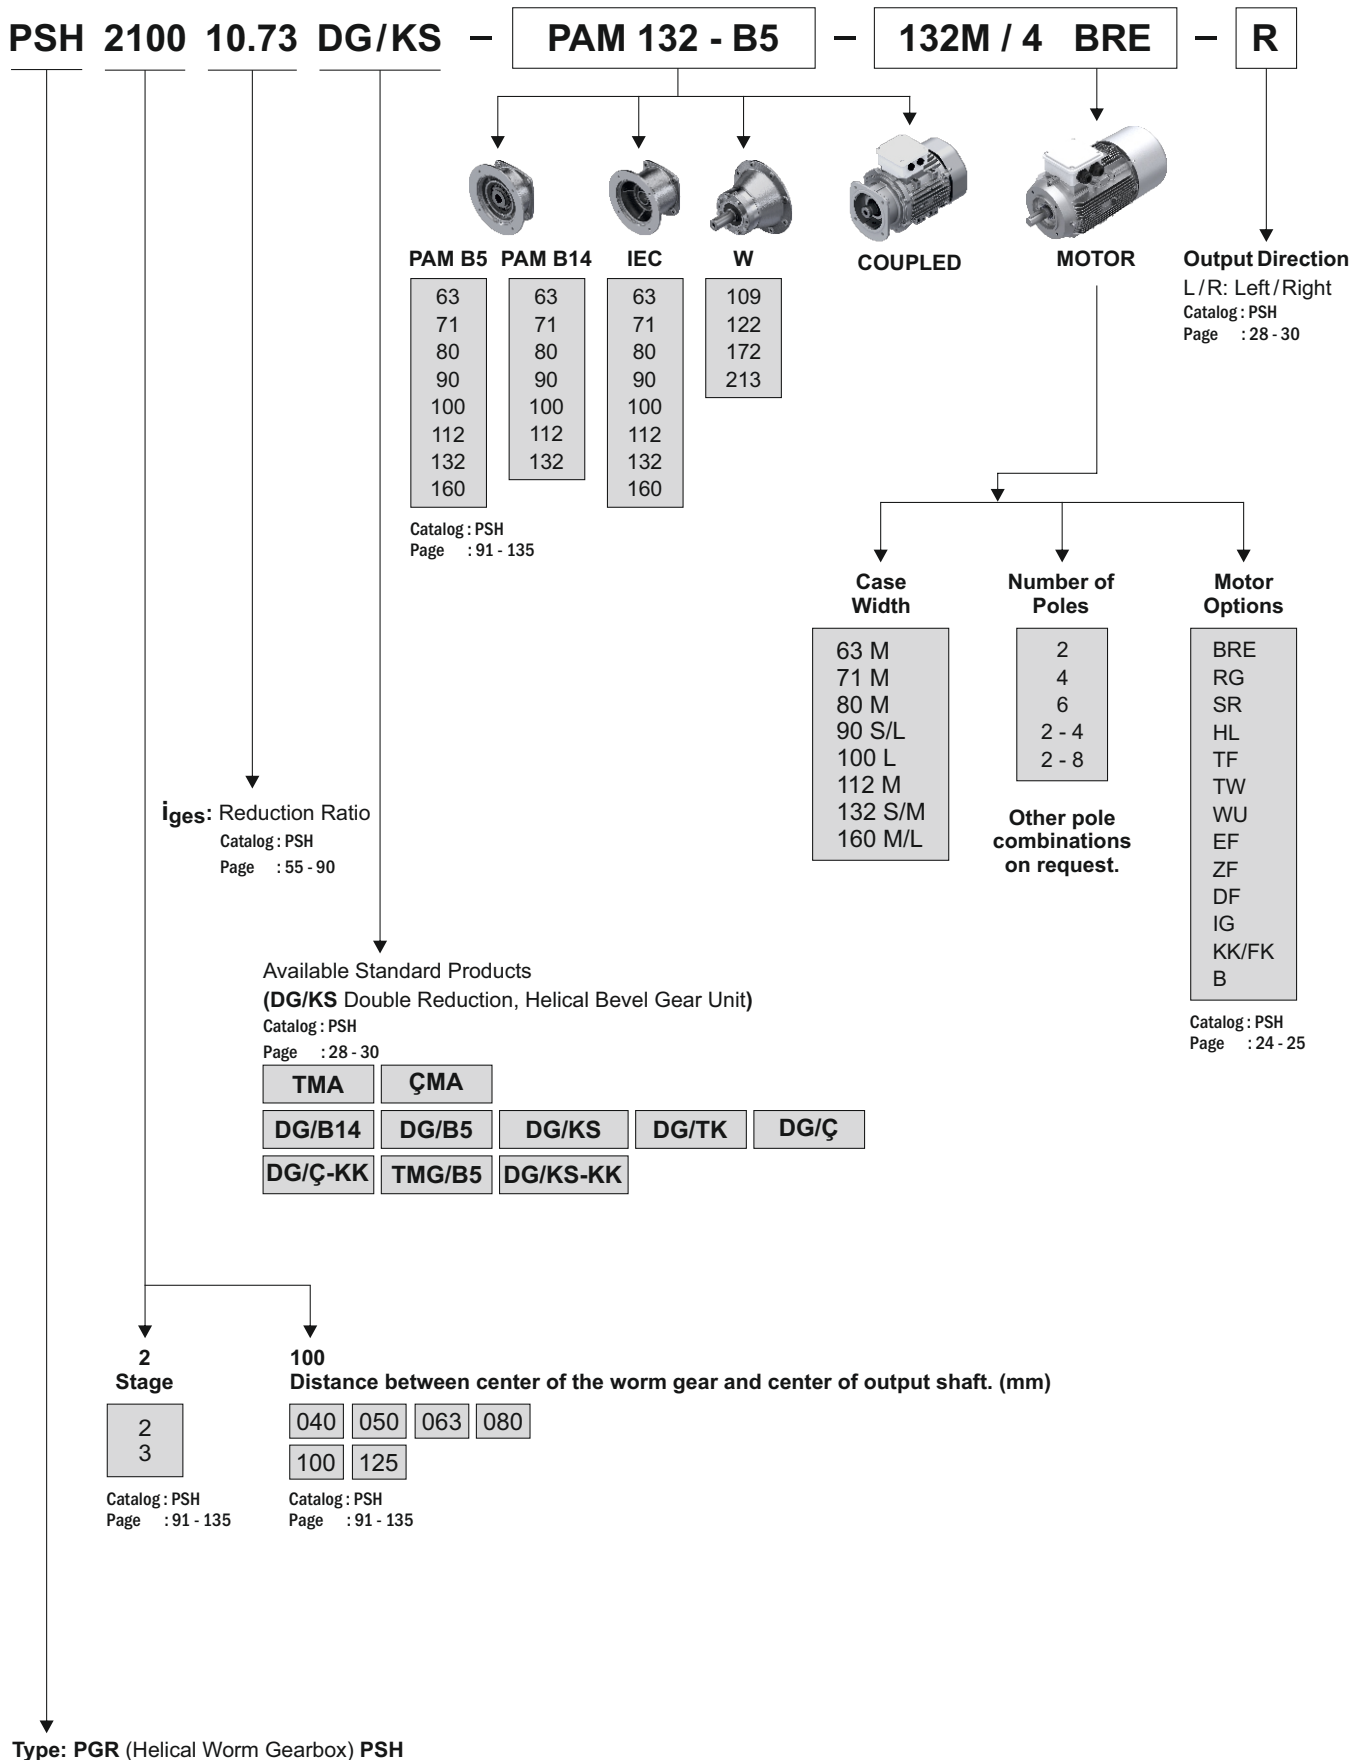 PSH 2100 10.73 DG/KS – PAM 132 - B5 – 132M / 4 BRE – R
PAM B5
63
71
80
90
100
112
132
160
PAM B14
63
71
80
90
100
112
132
IEC
63
71
80
90
100
112
132
160
W
109
122
172
213
Catalog : PSH
Page : 91 - 135
COUPLED
MOTOR
Output Direction
L / R: Left / Right
Catalog : PSH
Page : 28 - 30
Case
Width
63 M
71 M
80 M
90 S/L
100 L
112 M
132 S/M
160 M/L
Number of
Poles
2
4
6
2 - 4
2 - 8
Other pole
combinations
on request.
Motor
Options
BRE
RG
SR
HL
TF
TW
WU
EF
ZF
DF
IG
KK/FK
B
Catalog : PSH
Page : 24 - 25
iges: Reduction Ratio
Catalog : PSH
Page : 55 - 90
Available Standard Products
(DG/KS Double Reduction, Helical Bevel Gear Unit)
Catalog : PSH
Page : 28 - 30
TMA ÇMA
DG/B14 DG/B5 DG/KS DG/TK DG/Ç
DG/Ç-KK TMG/B5 DG/KS-KK
2
Stage
2
3
Catalog : PSH
Page : 91 - 135
100
Distance between center of the worm gear and center of output shaft. (mm)
040 050 063 080
100 125
Catalog : PSH
Page : 91 - 135
Type: PGR (Helical Worm Gearbox) PSH